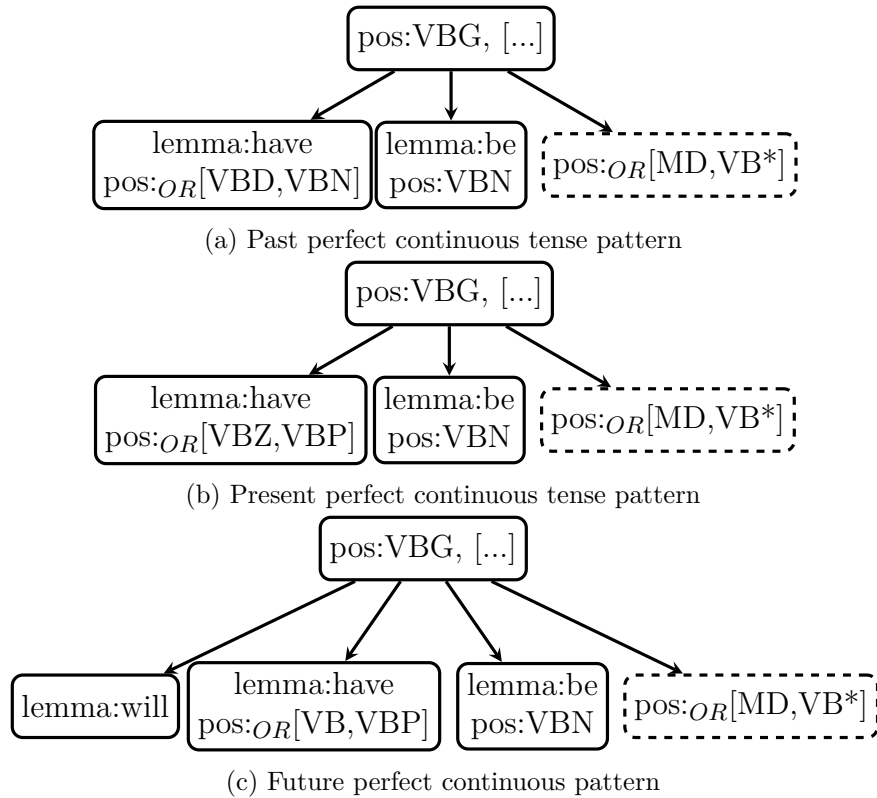 pos:VBG, [...]
lemma:have
pos:OR[VBD,VBN]
lemma:be
pos:VBN
pos:OR[MD,VB*]
(a) Past perfect continuous tense pattern
pos:VBG, [...]
lemma:have
pos:OR[VBZ,VBP]
lemma:be
pos:VBN
pos:OR[MD,VB*]
(b) Present perfect continuous tense pattern
pos:VBG, [...]
lemma:will
lemma:have
pos:OR[VB,VBP]
lemma:be
pos:VBN
pos:OR[MD,VB*]
(c) Future perfect continuous pattern